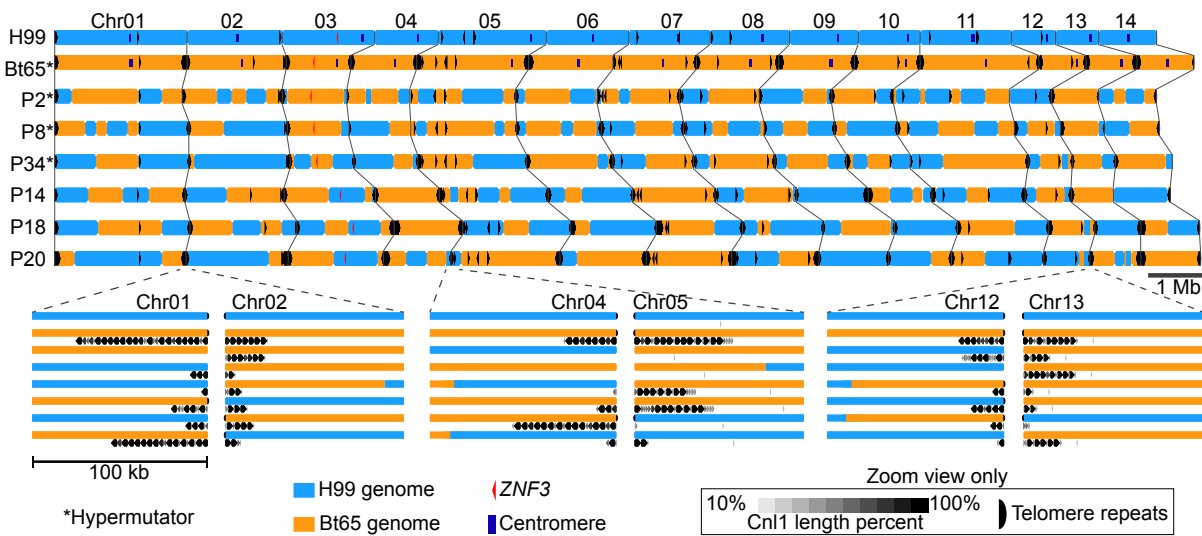 Chr01 02 03 04 05 06 07 08 09 10 11 12 13 14
H99
Bt65*
P2*
P8*
P34*
P14
P18
P20
1 Mb
Chr01 Chr02 Chr04 Chr05 Chr12 Chr13
100 kb
Zoom view only
H99 genome ZNF3 10% 100% Telomere repeats
*Hypermutator Bt65 genome Centromere Cnl1 length percent